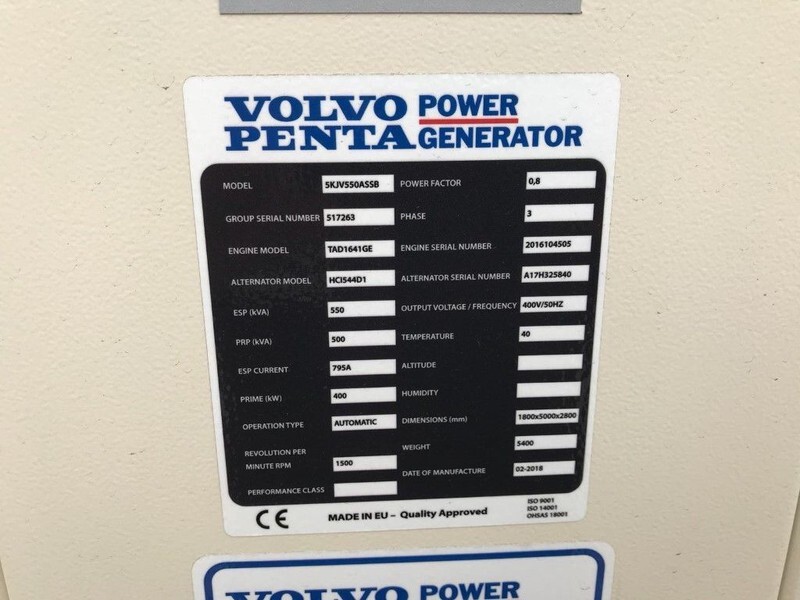 VOLVO POWER
PENTA GENERATOR
MODEL 5KJV550ASSB POWER FACTOR 0,8
GROUP SERIAL NUMBER 517263 PHASE 3
ENGINE MODEL TAD1641GE ENGINE SERIAL NUMBER 2016104505
ALTERNATOR MODEL HCI544D1 ALTERNATOR SERIAL NUMBER A17H325840
ESP (kVA) 550 OUTPUT VOLTAGE / FREQUENCY 400V/50HZ
PRP (kVA) 500 TEMPERATURE 40
ESP CURRENT 795A ALTITUDE
PRIME (kW) 400 HUMIDITY
OPERATION TYPE AUTOMATIC DIMENSIONS (mm) 1800x5000x2800
REVOLUTION PER
MINUTE RPM 1500 WEIGHT 5400
PERFORMANCE CLASS DATE OF MANUFACTURE 02-2018
CE MADE IN EU – Quality Approved
ISO 9001
ISO 14001
OHSAS 18001
VOLVO POWER